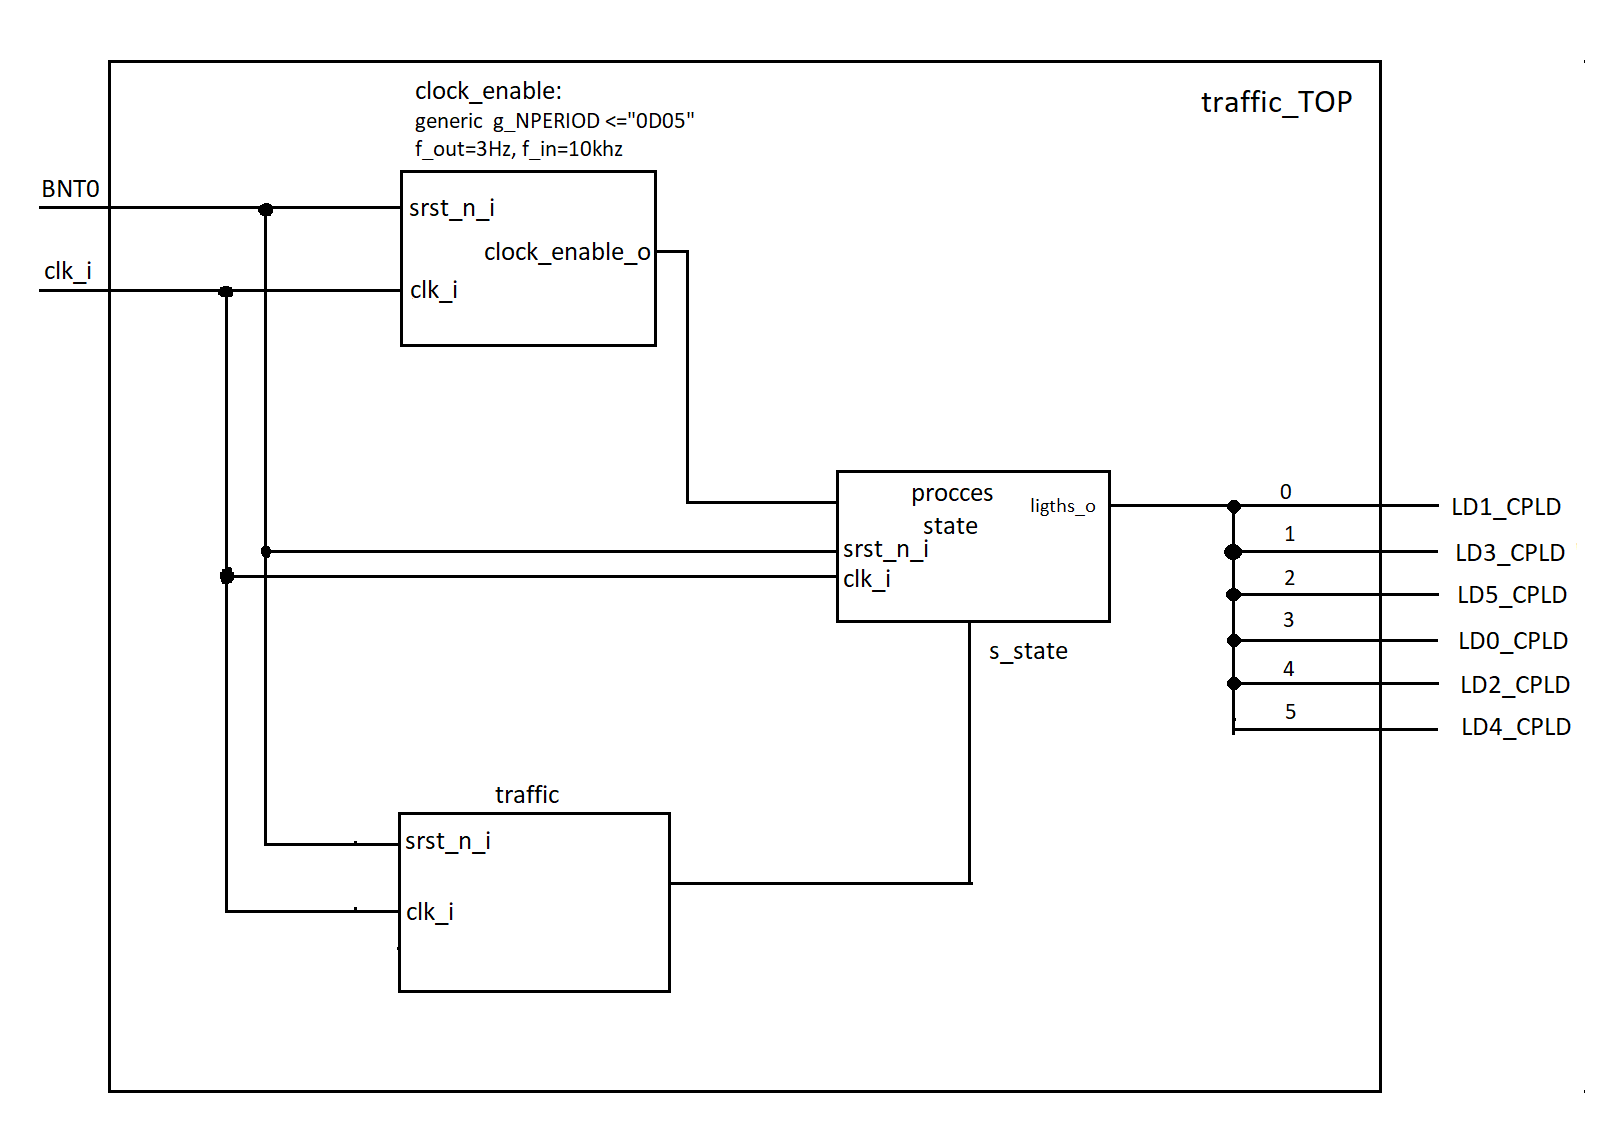 clock_enable:
generic g_NPERIOD <="0D05"
f_out=3Hz, f_in=10khz
traffic_TOP
BNT0
srst_n_i
clock_enable_o
clk_i
clk_i
procces
state
ligths_o
srst_n_i
clk_i
s_state
0
LD1_CPLD
1
LD3_CPLD
2
LD5_CPLD
3
LD0_CPLD
4
LD2_CPLD
5
LD4_CPLD
traffic
srst_n_i
clk_i